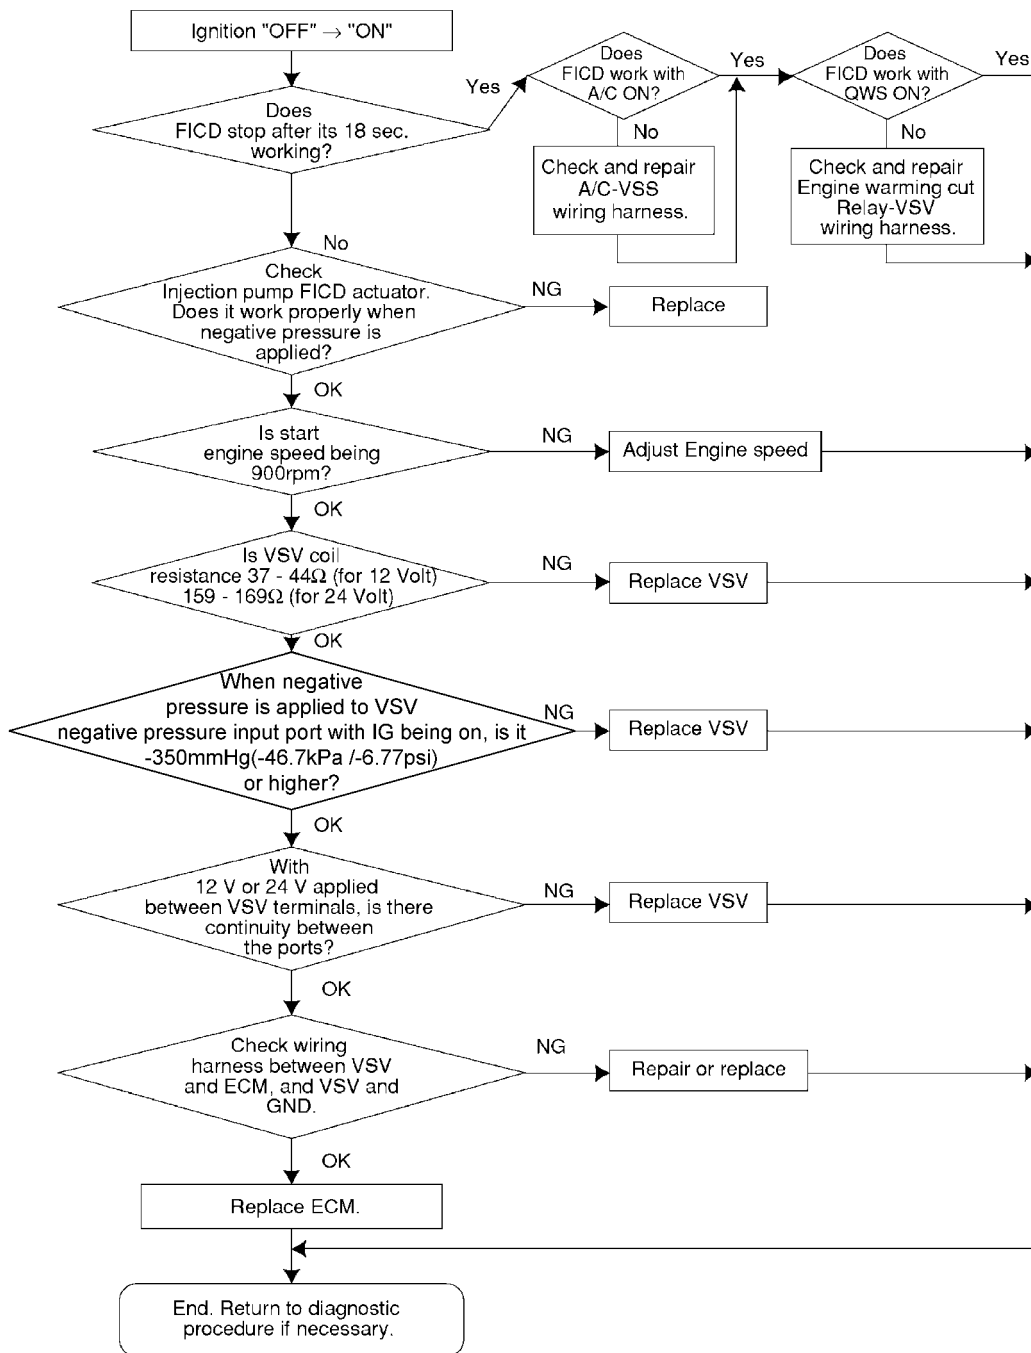 Ignition "OFF" → "ON"
Does
FICD stop after its 18 sec.
working?
Yes
Does
FICD work with
A/C ON?
Yes
Does
FICD work with
QWS ON?
Yes
No
Check and repair
A/C-VSS
wiring harness.
No
Check and repair
Engine warming cut
Relay-VSV
wiring harness.
No
Check
Injection pump FICD actuator.
Does it work properly when
negative pressure is
applied?
NG
Replace
OK
Is start
engine speed being
900rpm?
NG
Adjust Engine speed
OK
Is VSV coil
resistance 37 - 44Ω (for 12 Volt)
159 - 169Ω (for 24 Volt)
NG
Replace VSV
OK
When negative
pressure is applied to VSV
negative pressure input port with IG being on, is it
-350mmHg(-46.7kPa /-6.77psi)
or higher?
NG
Replace VSV
OK
With
12 V or 24 V applied
between VSV terminals, is there
continuity between
the ports?
NG
Replace VSV
OK
Check wiring
harness between VSV
and ECM, and VSV and
GND.
NG
Repair or replace
OK
Replace ECM.
End. Return to diagnostic
procedure if necessary.